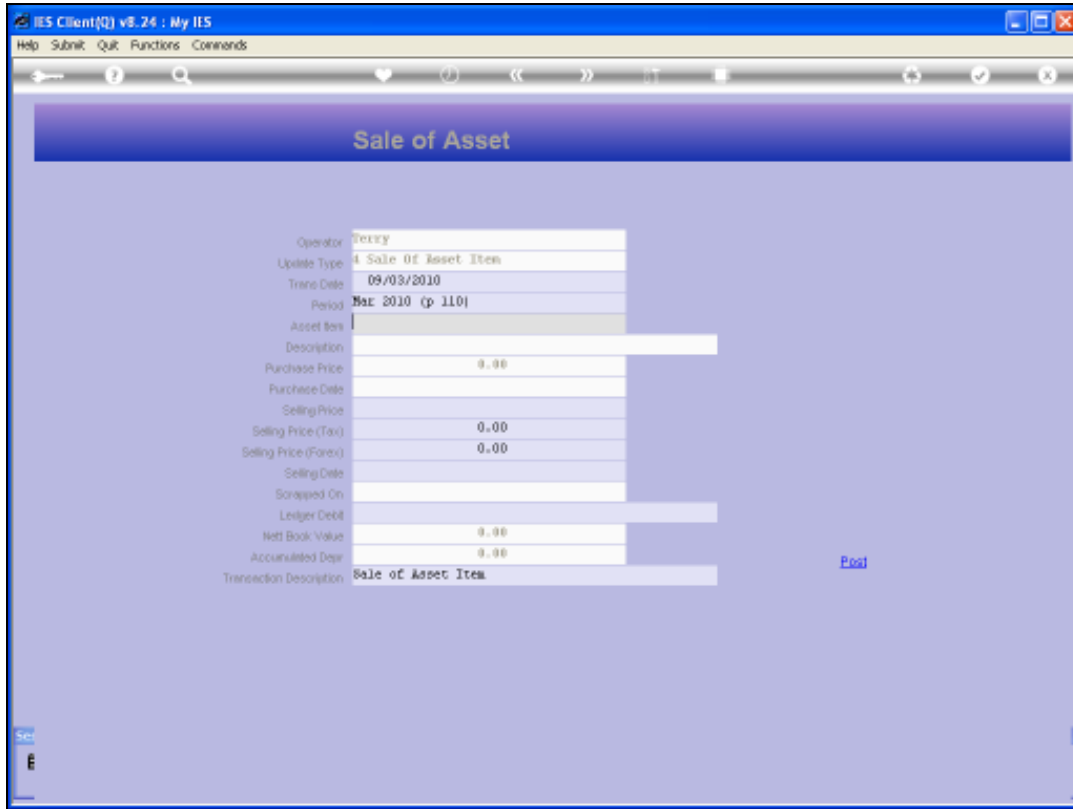 IES Client(Q) v8.24 : My IES
Help Submit Quit Functions Commands
Sale of Asset
Operator Terry
Update Type 4 Sale Of Asset Item
Trans Date 09/03/2010
Period Mar 2010 (p 110)
Asset Item
Description
Purchase Price 0.00
Purchase Date
Selling Price
Selling Price (Tax) 0.00
Selling Price (Forex) 0.00
Selling Date
Scrapped On
Ledger Debit
Nett Book Value 0.00
Accumulated Depr 0.00
Post
Transaction Description Sale of Asset Item
Ses